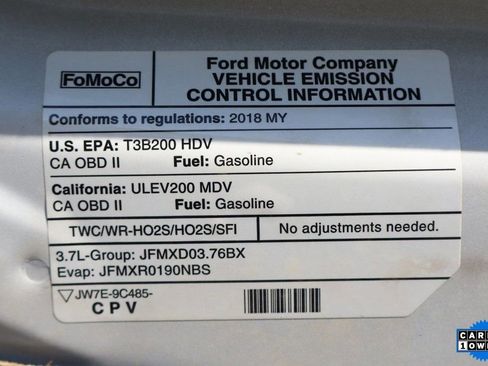 FoMoCo
Ford Motor Company
VEHICLE EMISSION
CONTROL INFORMATION
Conforms to regulations: 2018 MY
U.S. EPA: T3B200 HDV
CA OBD II Fuel: Gasoline
California: ULEV200 MDV
CA OBD II Fuel: Gasoline
TWC/WR-HO2S/HO2S/SFI No adjustments needed.
3.7L-Group: JFMXD03.76BX
Evap: JFMXR0190NBS
JW7E-9C485-
CPV